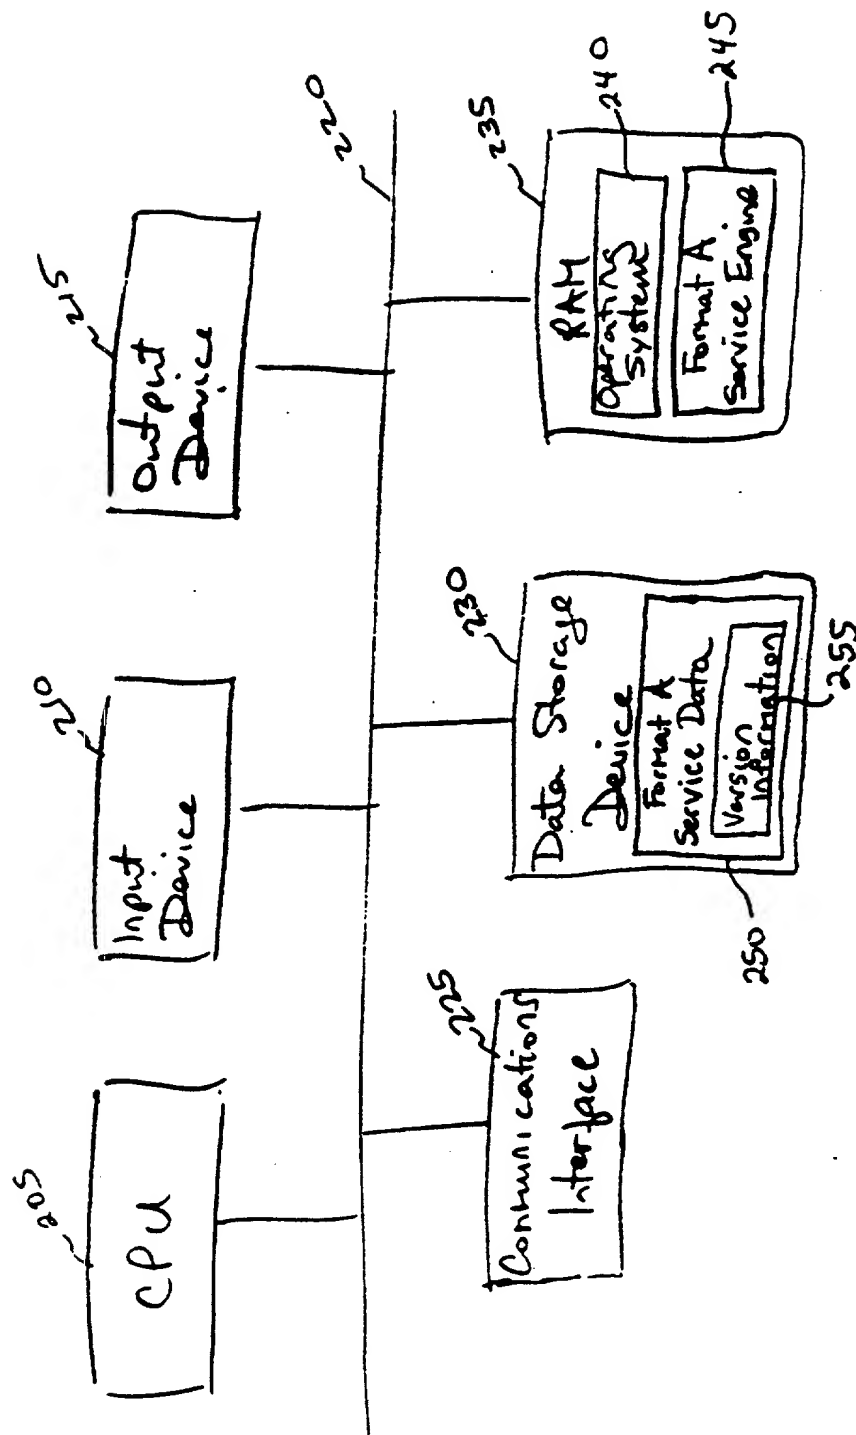 205
CPU
210
Input
Device
215
Output
Device
220
225
Communications
Interface
230
Data Storage
Device
Format A
Service Data
Version
Information
250
255
235
RAM
Operating
System
240
Format A
Service Engine
245